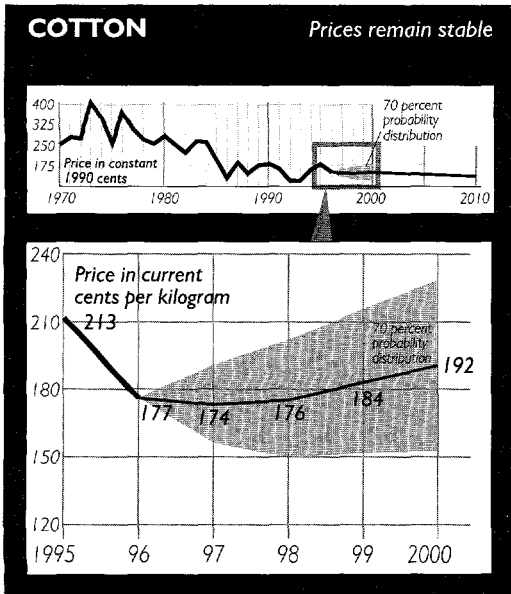 COTTON
Prices remain stable
400
325
250
175
Price in constant
1990 cents
70 percent
probability
distribution
1970 1980 1990 2000 2010
240
210
180
150
120
Price in current
cents per kilogram
213
177
174
176
184
192
70 percent
probability
distribution
1995 96 97 98 99 2000